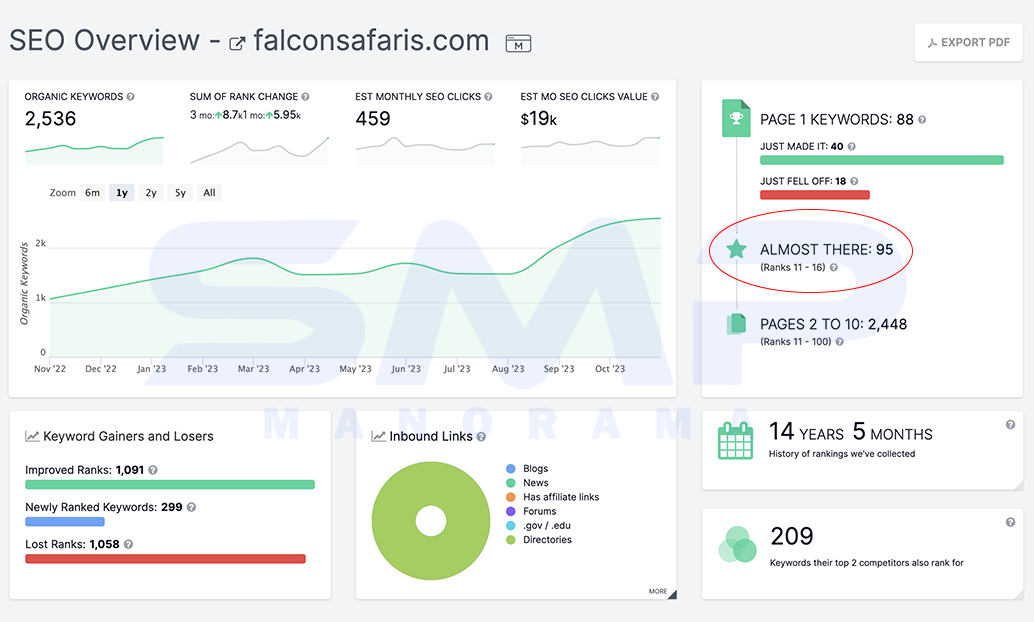 SEO Overview - falconsafaris.com M
EXPORT PDF
ORGANIC KEYWORDS ?
2,536
SUM OF RANK CHANGE ?
3 mo:↑8.7k1 mo:↑5.95k
EST MONTHLY SEO CLICKS ?
459
EST MO SEO CLICKS VALUE ?
$19k
Zoom 6m 1y 2y 5y All
Organic Keywords
2k
1k
0
Nov '22 Dec '22 Jan '23 Feb '23 Mar '23 Apr '23 May '23 Jun '23 Jul '23 Aug '23 Sep '23 Oct '23
PAGE 1 KEYWORDS: 88 ?
JUST MADE IT: 40 ?
JUST FELL OFF: 18 ?
ALMOST THERE: 95
(Ranks 11 - 16) ?
PAGES 2 TO 10: 2,448
(Ranks 11 - 100) ?
SMP
MANORAMA
Keyword Gainers and Losers
Improved Ranks: 1,091 ?
Newly Ranked Keywords: 299 ?
Lost Ranks: 1,058 ?
Inbound Links ?
Blogs
News
Has affiliate links
Forums
.gov / .edu
Directories
MORE
14 YEARS 5 MONTHS ?
History of rankings we've collected
209 ?
Keywords their top 2 competitors also rank for